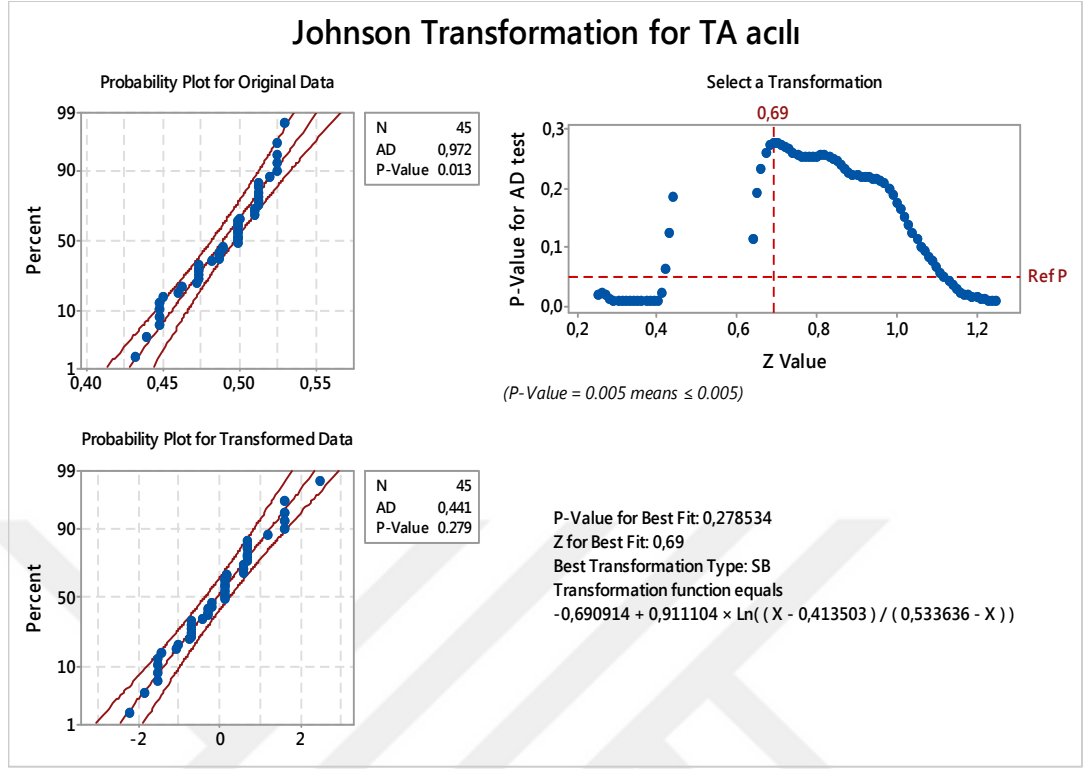 Johnson Transformation for TA acılı
Probability Plot for Original Data
99
90
50
10
1
Percent
0,40 0,45 0,50 0,55
N 45
AD 0,972
P-Value 0.013
Select a Transformation
0,69
0,3
0,2
0,1
0,0
P-Value for AD test
Ref P
0,2 0,4 0,6 0,8 1,0 1,2
Z Value
(P-Value = 0.005 means ≤ 0.005)
Probability Plot for Transformed Data
99
90
50
10
1
Percent
-2 0 2
N 45
AD 0,441
P-Value 0.279
P-Value for Best Fit: 0,278534
Z for Best Fit: 0,69
Best Transformation Type: SB
Transformation function equals
-0,690914 + 0,911104 × Ln( ( X - 0,413503 ) / ( 0,533636 - X ) )